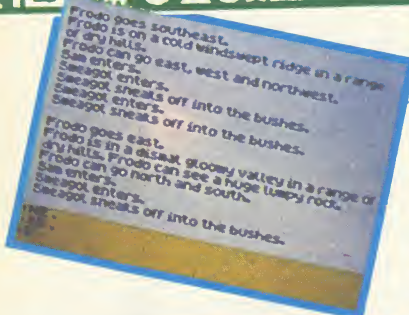 Frodo goes southeast.
Frodo is on a cold windswept ridge in a range
of dry hills.
Frodo can go east, west and northwest.
Sam enters.
Smeagol enters.
Smeagol sneaks off into the bushes.
Smeagol enters.
Smeagol sneaks off into the bushes.
Frodo goes east.
Frodo is in a dismal gloomy valley in a range of
dry hills. Frodo can see a huge lumpy rock.
Frodo can go north and south.
Sam enters.
Smeagol enters.
Smeagol sneaks off into the bushes.